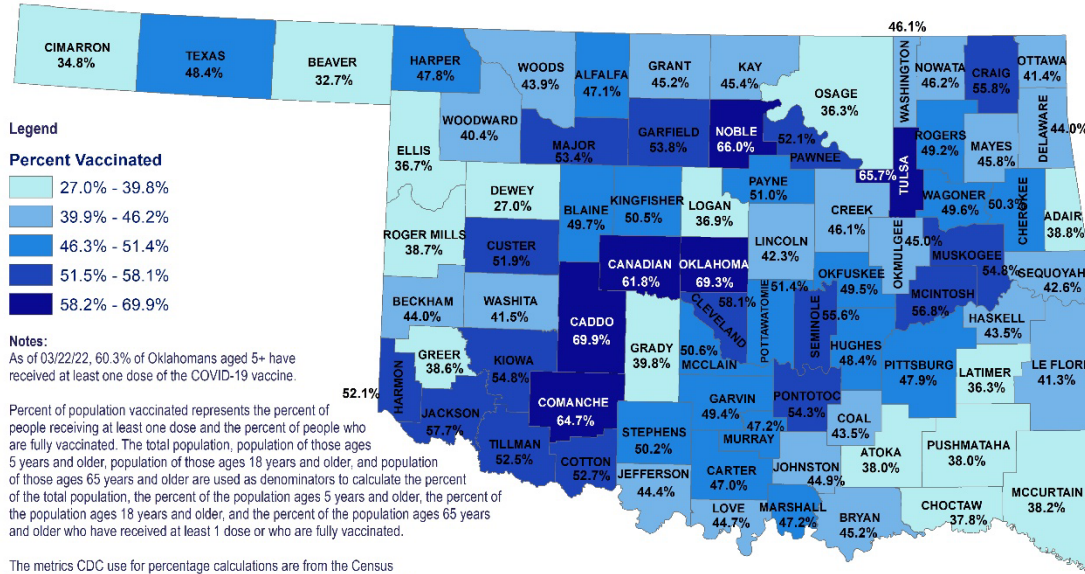 46.1%
CIMARRON
34.8%
TEXAS
48.4%
BEAVER
32.7%
HARPER
47.8%
WOODS
43.9%
ALFALFA
47.1%
GRANT
45.2%
KAY
45.4%
OSAGE
36.3%
WASHINGTON
NOWATA
46.2%
CRAIG
55.8%
OTTAWA
41.4%
DELAWARE
44.0%
WOODWARD
40.4%
ELLIS
36.7%
MAJOR
53.4%
GARFIELD
53.8%
NOBLE
66.0%
52.1%
PAWNEE
65.7%
TULSA
ROGERS
49.2%
MAYES
45.8%
DEWEY
27.0%
BLAINE
49.7%
KINGFISHER
50.5%
LOGAN
36.9%
PAYNE
51.0%
CREEK
46.1%
WAGONER
49.6%
50.3%
CHEROKEE
ADAIR
38.8%
ROGER MILLS
38.7%
CUSTER
51.9%
CANADIAN
61.8%
OKLAHOMA
69.3%
LINCOLN
42.3%
OKMULGEE
45.0%
MUSKOGEE
54.8%
SEQUOYAH
42.6%
BECKHAM
44.0%
WASHITA
41.5%
CADDO
69.9%
GRADY
39.8%
58.1%
CLEVELAND
51.4%
POTTAWATOMIE
SEMINOLE
55.6%
OKFUSKEE
49.5%
MCINTOSH
56.8%
HASKELL
43.5%
GREER
38.6%
KIOWA
54.8%
50.6%
MCCLAIN
HUGHES
48.4%
PITTSBURG
47.9%
LATIMER
36.3%
LE FLORE
41.3%
52.1%
HARMON
JACKSON
57.7%
COMANCHE
64.7%
GARVIN
49.4%
PONTOTOC
54.3%
COAL
43.5%
TILLMAN
52.5%
COTTON
52.7%
STEPHENS
50.2%
47.2%
MURRAY
ATOKA
38.0%
PUSHMATAHA
38.0%
MCCURTAIN
38.2%
JEFFERSON
44.4%
CARTER
47.0%
JOHNSTON
44.9%
LOVE
44.7%
MARSHALL
47.2%
BRYAN
45.2%
CHOCTAW
37.8%
Legend
Percent Vaccinated
27.0% - 39.8%
39.9% - 46.2%
46.3% - 51.4%
51.5% - 58.1%
58.2% - 69.9%
Notes:
As of 03/22/22, 60.3% of Oklahomans aged 5+ have
received at least one dose of the COVID-19 vaccine.
Percent of population vaccinated represents the percent of
people receiving at least one dose and the percent of people who
are fully vaccinated. The total population, population of those ages
5 years and older, population of those ages 18 years and older, and population
of those ages 65 years and older are used as denominators to calculate the percent
of the total population, the percent of the population ages 5 years and older, the percent of
the population ages 18 years and older, and the percent of the population ages 65 years
and older who have received at least 1 dose or who are fully vaccinated.
The metrics CDC use for percentage calculations are from the Census